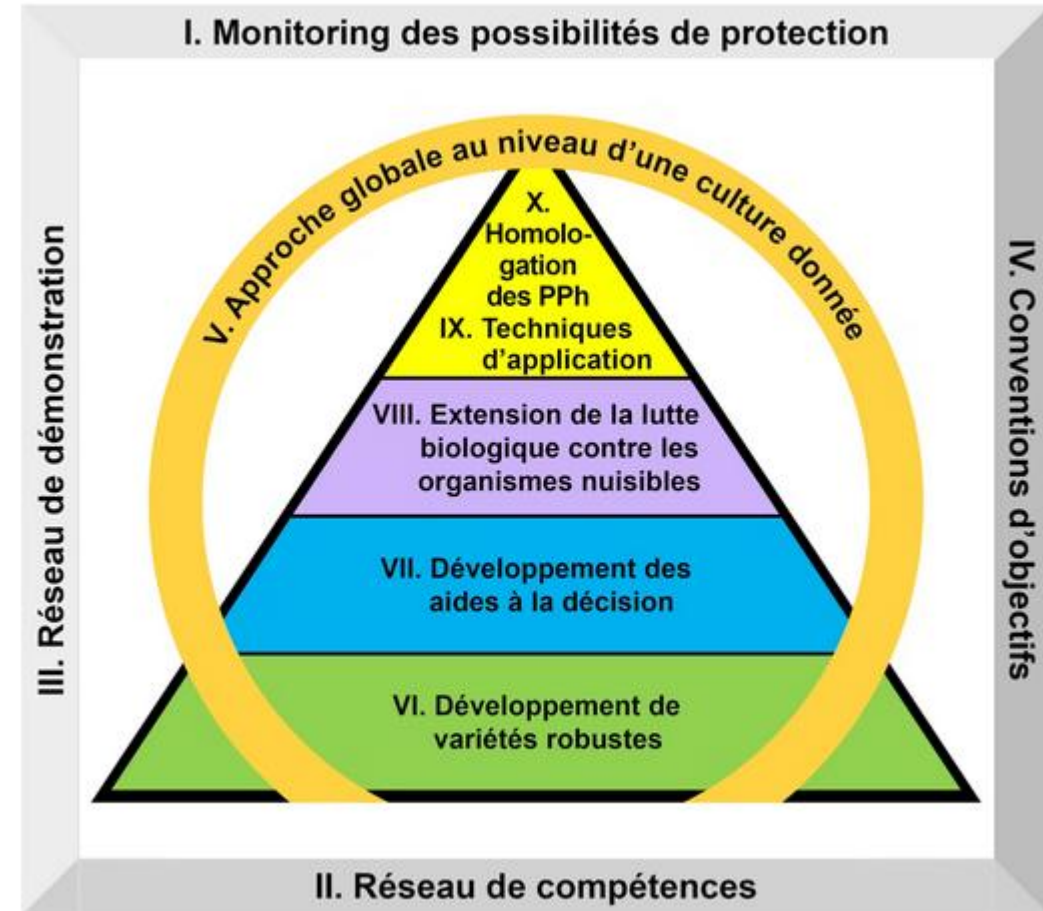 I. Monitoring des possibilités de protection
III. Réseau de démonstration
V. Approche globale au niveau d’une culture donnée
IV. Conventions d’objectifs
X.
Homolo-
gation
des PPh
IX. Techniques
d’application
VIII. Extension de la lutte
biologique contre les
organismes nuisibles
VII. Développement des
aides à la décision
VI. Développement de
variétés robustes
II. Réseau de compétences